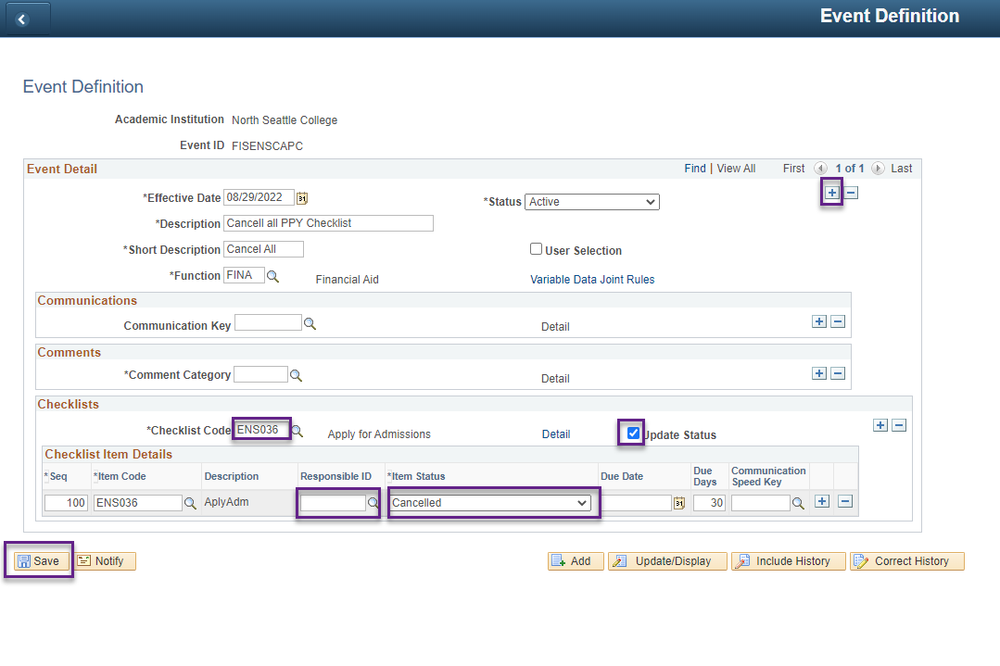 Event Definition
Event Definition
Academic Institution North Seattle College
Event ID FISENSCAPC
Event Detail Find | View All First 1 of 1 Last
*Effective Date 08/29/2022 31 *Status Active
*Description Cancell all PPY Checklist
*Short Description Cancel All User Selection
*Function FINA Financial Aid Variable Data Joint Rules
Communications
Communication Key Detail
Comments
*Comment Category Detail
Checklists
*Checklist Code ENS036 Apply for Admissions Detail Update Status
Checklist Item Details
*Seq *Item Code Description Responsible ID *Item Status Due Date Due Days Communication Speed Key
100 ENS036 AplyAdm Cancelled 31 30
Save Notify Add Update/Display Include History Correct History